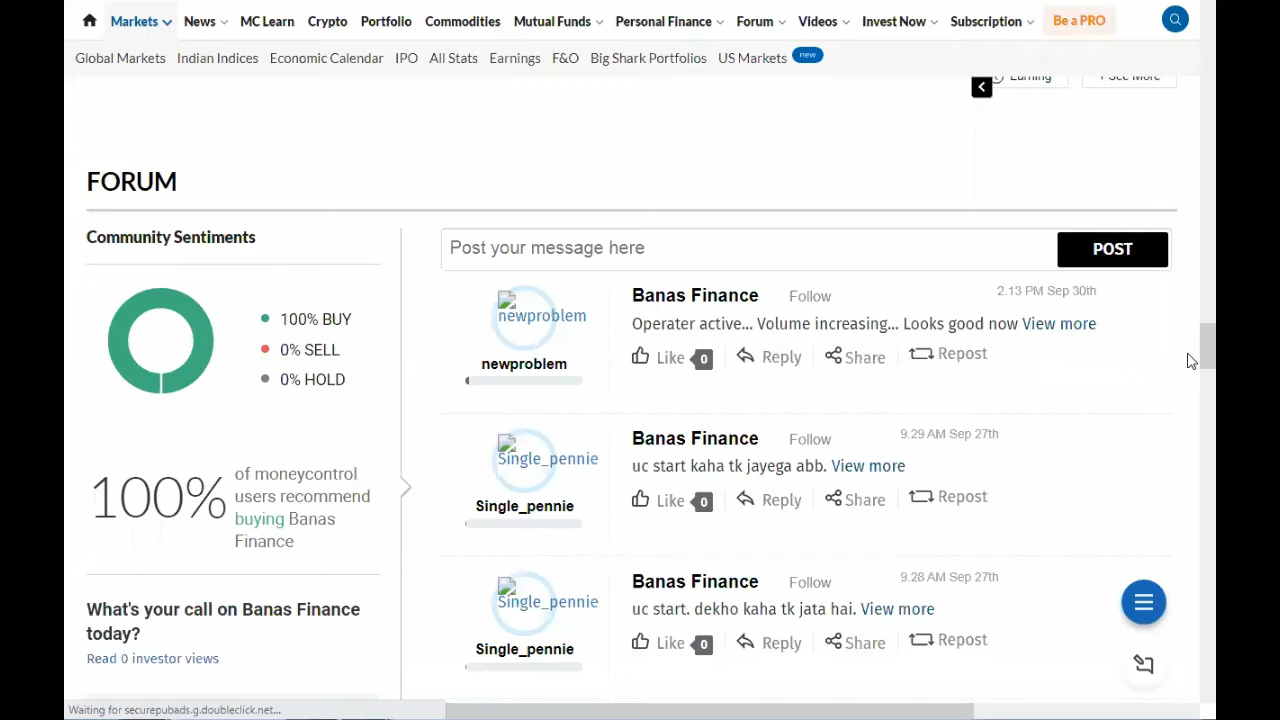 Markets News MC Learn Crypto Portfolio Commodities Mutual Funds Personal Finance Forum Videos Invest Now Subscription Be a PRO
Global Markets Indian Indices Economic Calendar IPO All Stats Earnings F&O Big Shark Portfolios US Markets new
Earning + See More
FORUM
Community Sentiments
100% BUY
0% SELL
0% HOLD
100% of moneycontrol
users recommend
buying Banas
Finance
What's your call on Banas Finance
today?
Read 0 investor views
Post your message here POST
newproblem
newproblem
Banas Finance Follow 2.13 PM Sep 30th
Operater active... Volume increasing... Looks good now View more
Like 0 Reply Share Repost
Single_pennie
Single_pennie
Banas Finance Follow 9.29 AM Sep 27th
uc start kaha tk jayega abb. View more
Like 0 Reply Share Repost
Single_pennie
Single_pennie
Banas Finance Follow 9.28 AM Sep 27th
uc start. dekho kaha tk jata hai. View more
Like 0 Reply Share Repost
Waiting for securepubads.g.doubleclick.net...